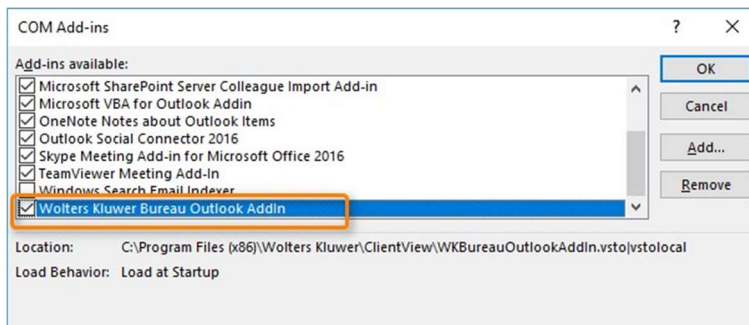 COM Add-ins
?
Add-ins available:
Microsoft SharePoint Server Colleague Import Add-in
Microsoft VBA for Outlook Addin
OneNote Notes about Outlook Items
Outlook Social Connector 2016
Skype Meeting Add-in for Microsoft Office 2016
TeamViewer Meeting Add-In
Windows Search Email Indexer
Wolters Kluwer Bureau Outlook AddIn
OK
Cancel
Add...
Remove
Location: C:\Program Files (x86)\Wolters Kluwer\ClientView\WKBureauOutlookAddIn.vsto|vstolocal
Load Behavior: Load at Startup